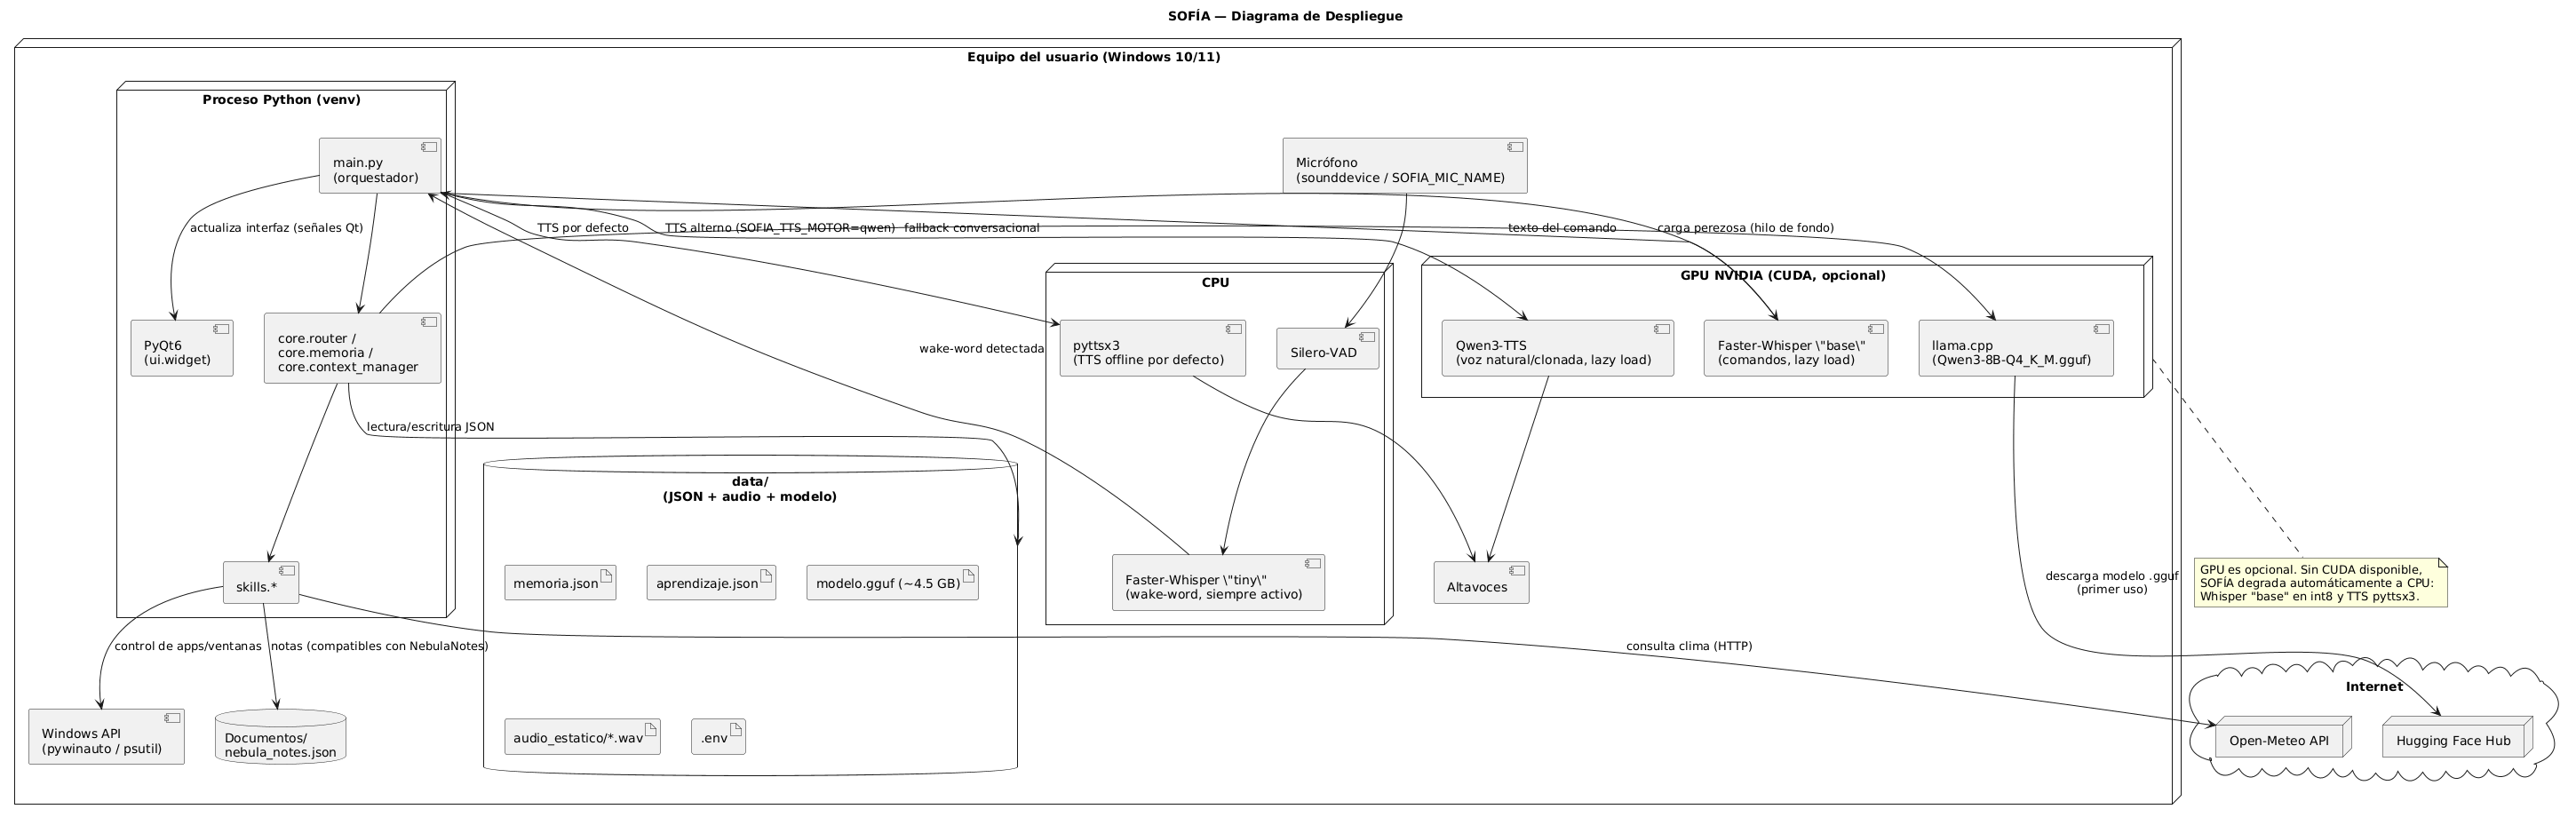 SOFÍA — Diagrama de Despliegue
Equipo del usuario (Windows 10/11)
Proceso Python (venv)
main.py
(orquestador)
Micrófono
(sounddevice / SOFIA_MIC_NAME)
actualiza interfaz (señales Qt)
TTS por defecto
TTS alterno (SOFIA_TTS_MOTOR=qwen)
fallback conversacional
texto del comando
carga perezosa (hilo de fondo)
CPU
GPU NVIDIA (CUDA, opcional)
PyQt6
(ui.widget)
core.router /
core.memoria /
core.context_manager
wake-word detectada
pyttsx3
(TTS offline por defecto)
Silero-VAD
Qwen3-TTS
(voz natural/clonada, lazy load)
Faster-Whisper \"base\"
(comandos, lazy load)
llama.cpp
(Qwen3-8B-Q4_K_M.gguf)
lectura/escritura JSON
data/
(JSON + audio + modelo)
skills.*
memoria.json
aprendizaje.json
modelo.gguf (~4.5 GB)
Faster-Whisper \"tiny\"
(wake-word, siempre activo)
Altavoces
descarga modelo .gguf
(primer uso)
GPU es opcional. Sin CUDA disponible,
SOFÍA degrada automáticamente a CPU:
Whisper "base" en int8 y TTS pyttsx3.
control de apps/ventanas
notas (compatibles con NebulaNotes)
consulta clima (HTTP)
Internet
Windows API
(pywinauto / psutil)
Documentos/
nebula_notes.json
audio_estatico/*.wav
.env
Open-Meteo API
Hugging Face Hub